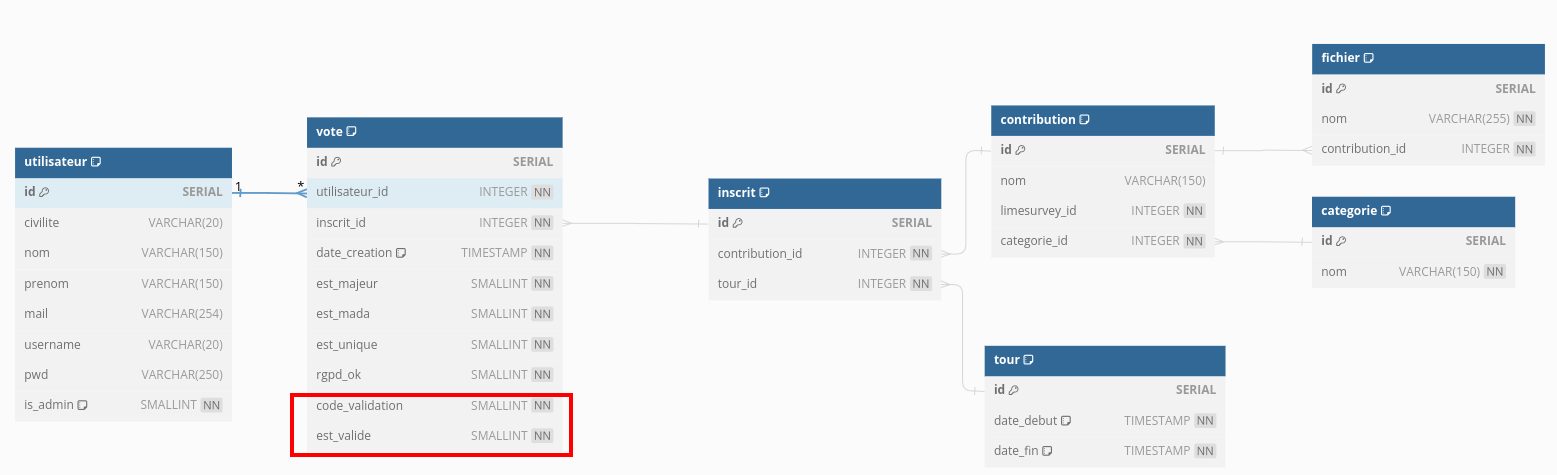 utilisateur
id SERIAL
civilite VARCHAR(20)
nom VARCHAR(150)
prenom VARCHAR(150)
mail VARCHAR(254)
username VARCHAR(20)
pwd VARCHAR(250)
is_admin SMALLINT NN
1 *
vote
id SERIAL
utilisateur_id INTEGER NN
inscrit_id INTEGER NN
date_creation TIMESTAMP NN
est_majeur SMALLINT NN
est_mada SMALLINT NN
est_unique SMALLINT NN
rgpd_ok SMALLINT NN
code_validation SMALLINT NN
est_valide SMALLINT NN
inscrit
id SERIAL
contribution_id INTEGER NN
tour_id INTEGER NN
contribution
id SERIAL
nom VARCHAR(150)
limesurvey_id INTEGER NN
categorie_id INTEGER NN
tour
id SERIAL
date_debut TIMESTAMP NN
date_fin TIMESTAMP NN
fichier
id SERIAL
nom VARCHAR(255) NN
contribution_id INTEGER NN
categorie
id SERIAL
nom VARCHAR(150) NN